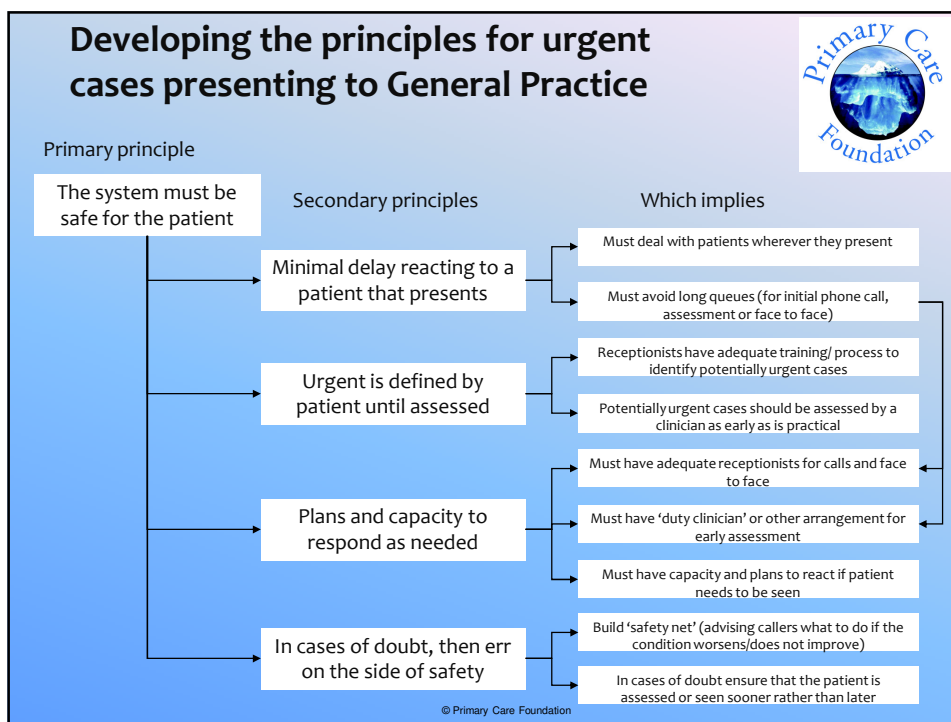 Developing the principles for urgent
cases presenting to General Practice
Primary Care
Foundation
Primary principle
The system must be
safe for the patient
Secondary principles
Which implies
Minimal delay reacting to a
patient that presents
Must deal with patients wherever they present
Must avoid long queues (for initial phone call,
assessment or face to face)
Urgent is defined by
patient until assessed
Receptionists have adequate training/ process to
identify potentially urgent cases
Potentially urgent cases should be assessed by a
clinician as early as is practical
Plans and capacity to
respond as needed
Must have adequate receptionists for calls and face
to face
Must have ‘duty clinician’ or other arrangement for
early assessment
Must have capacity and plans to react if patient
needs to be seen
In cases of doubt, then err
on the side of safety
Build ‘safety net’ (advising callers what to do if the
condition worsens/does not improve)
In cases of doubt ensure that the patient is
assessed or seen sooner rather than later
© Primary Care Foundation